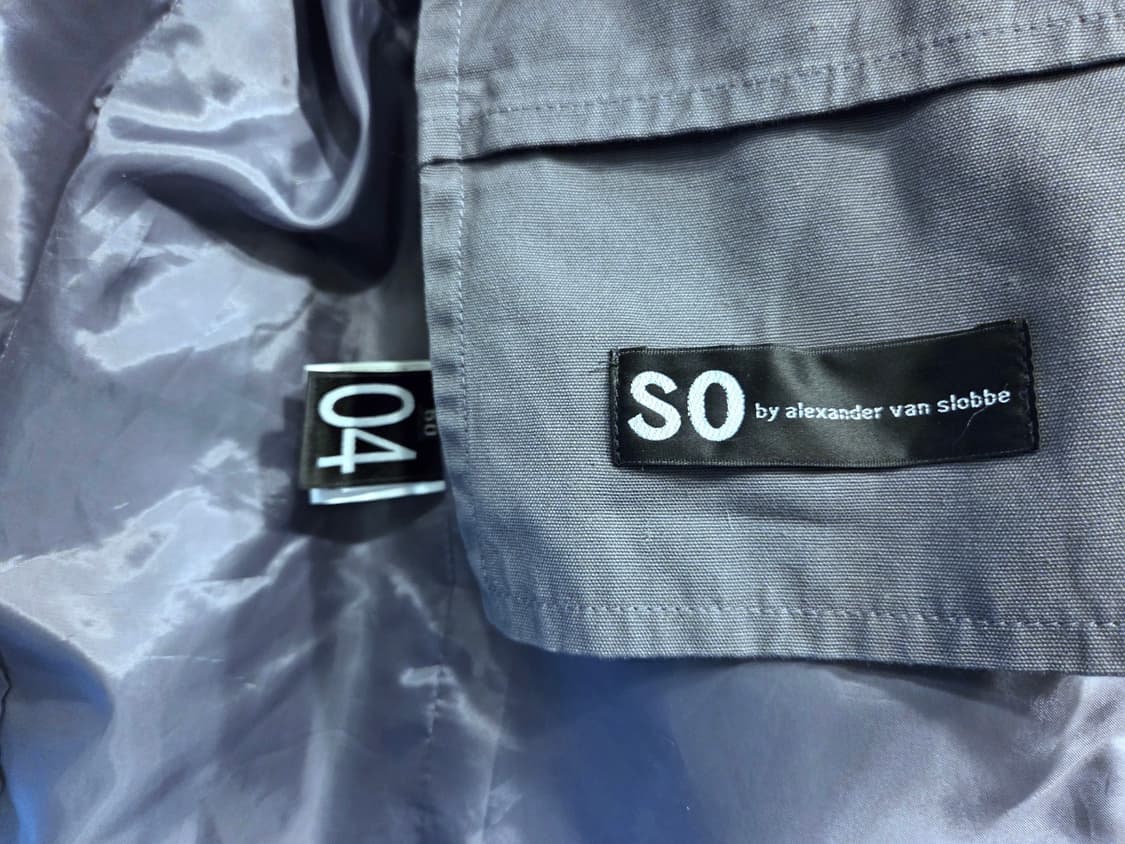 04
SO by alexander van slobbe